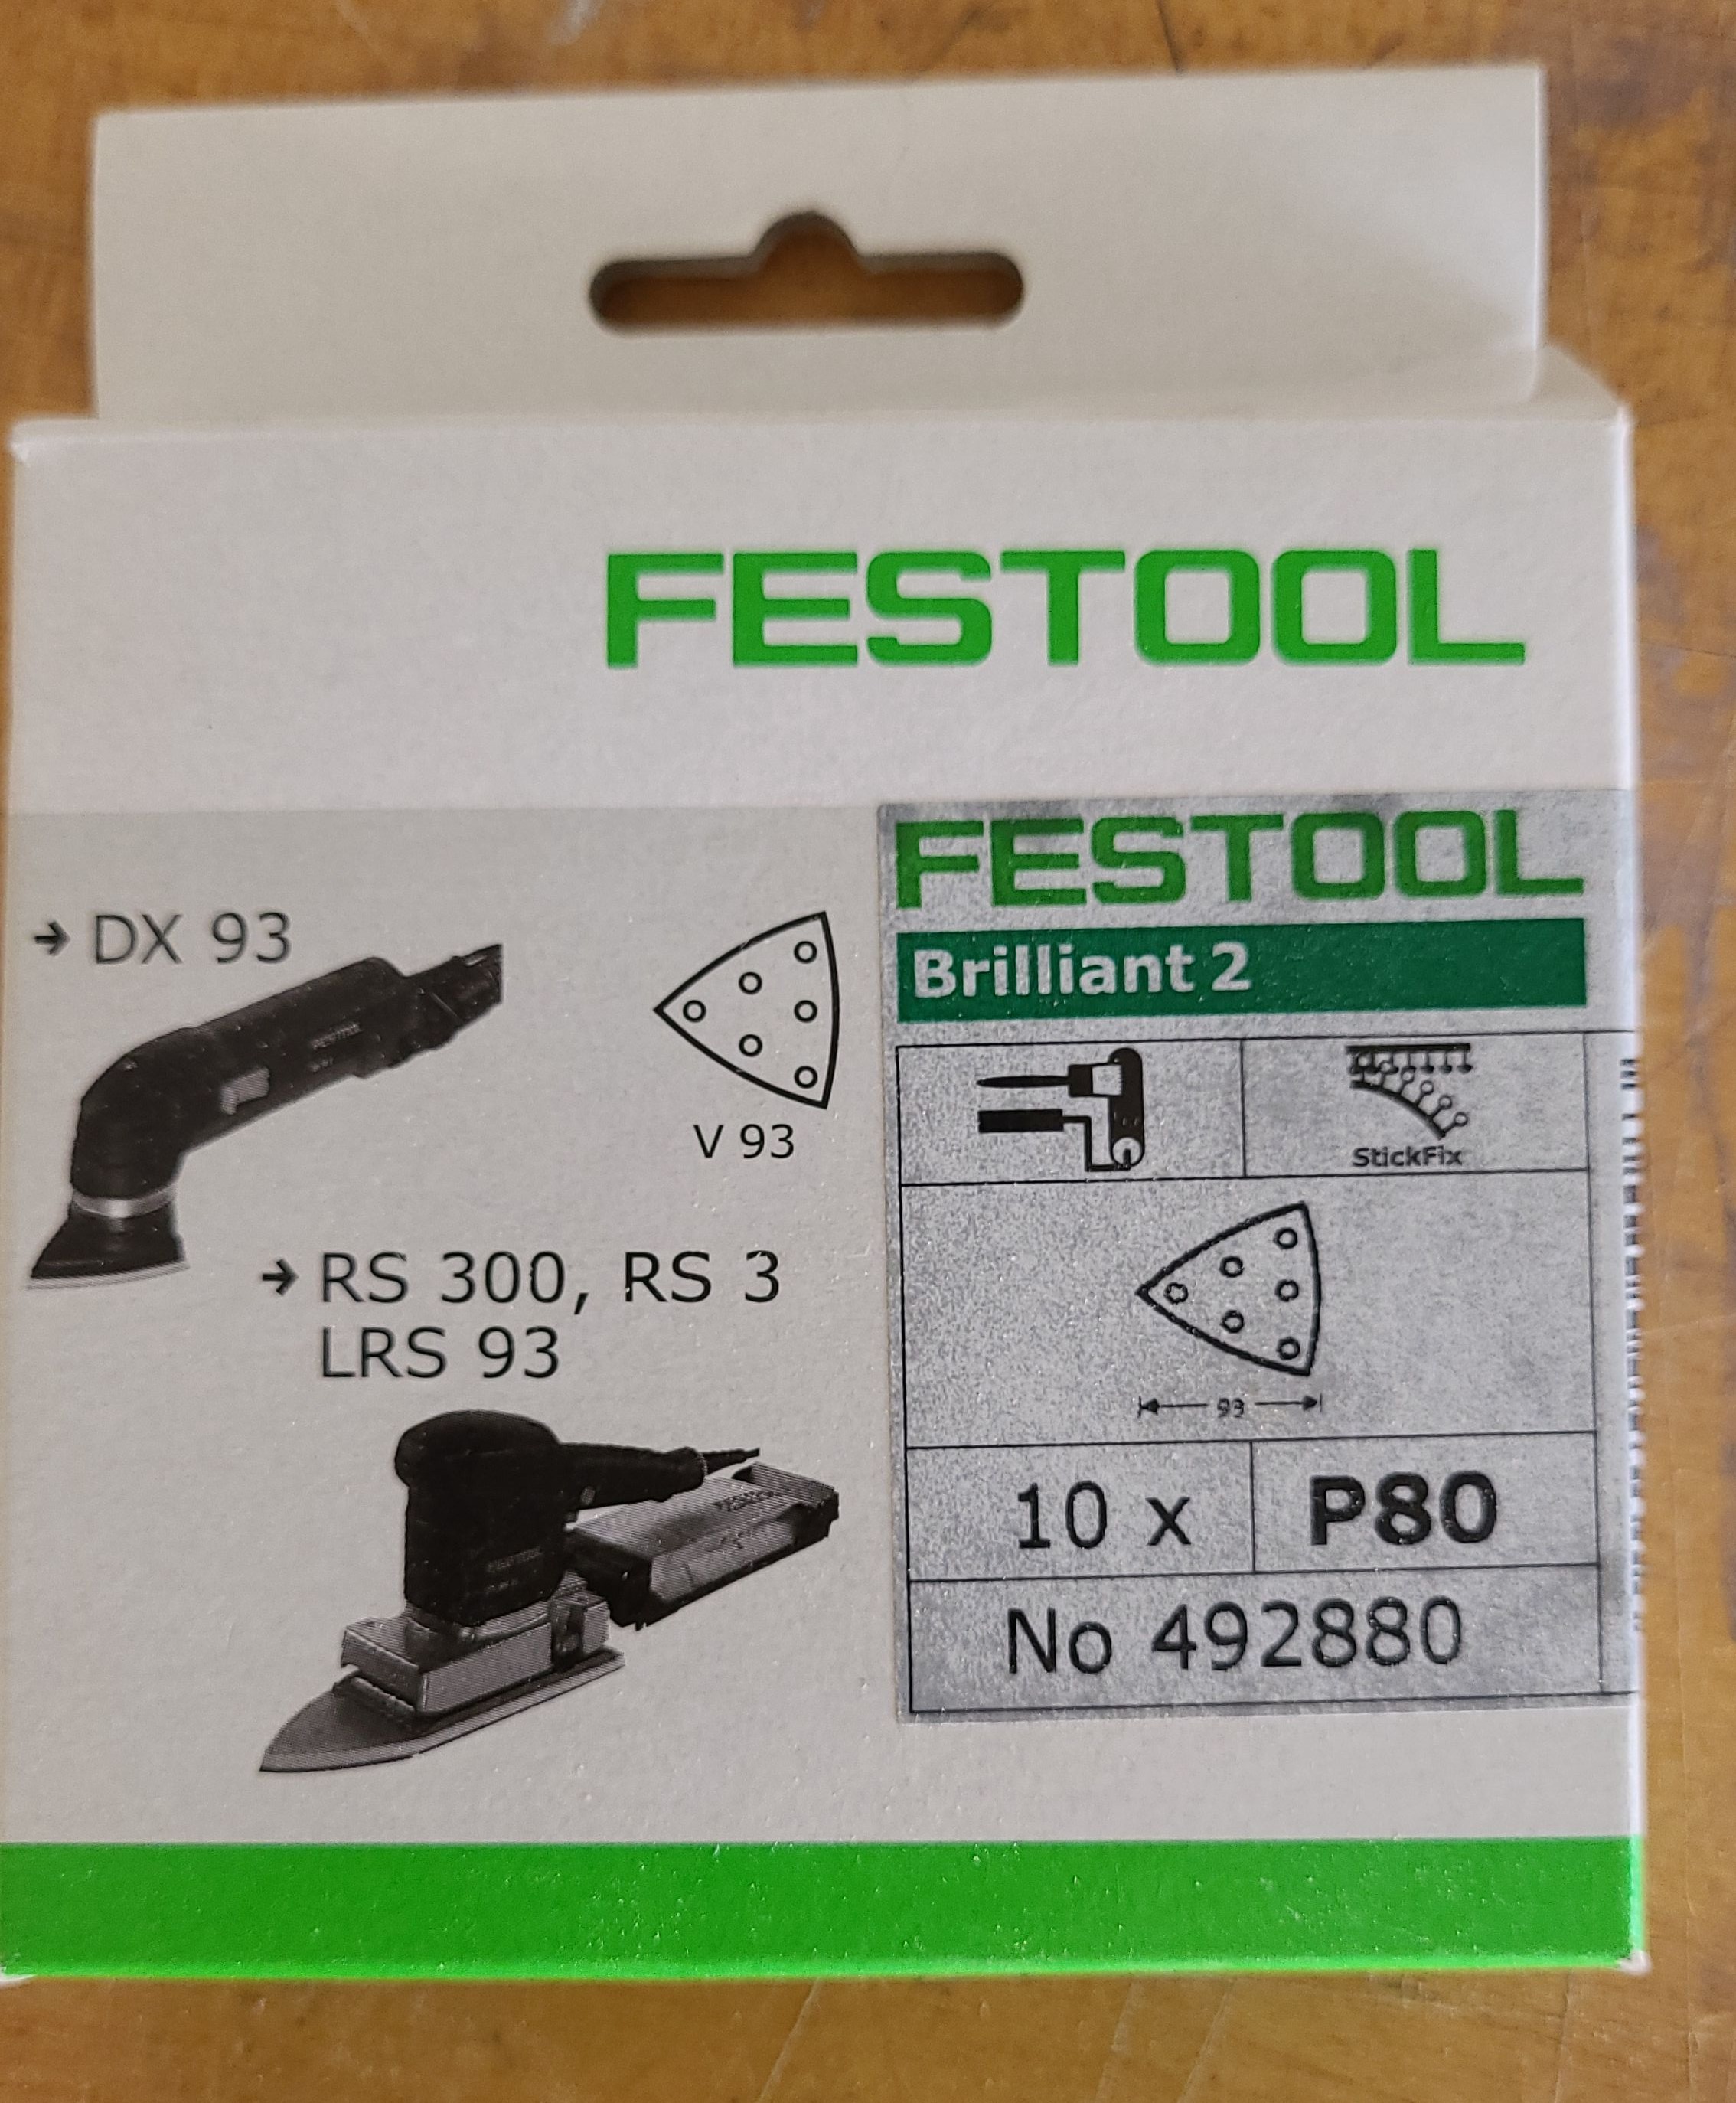 FESTOOL
→ DX 93
V 93
→ RS 300, RS 3
LRS 93
FESTOOL
Brilliant 2
StickFix
93
10 x P80
No 492880